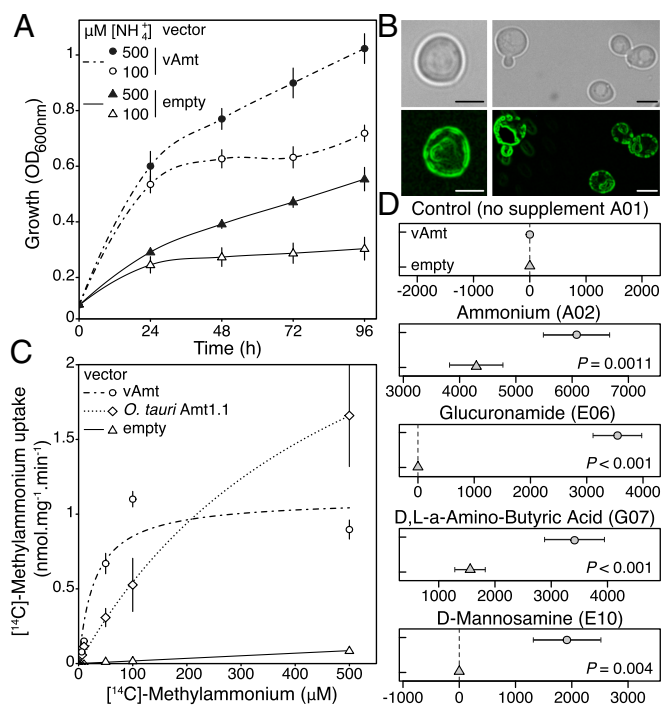 A
μM [NH4+] vector
500
100
vAmt
500
100
empty
1
0.8
0.6
0.4
0.2
0
Growth (OD600nm)
0 24 48 72 96
Time (h)
B
C
2
1.5
1
0.5
0
[14C]-Methylammonium uptake
(nmol.mg-1.min-1)
vector
vAmt
O. tauri Amt1.1
empty
0 100 200 300 400 500
[14C]-Methylammonium (μM)
D
Control (no supplement A01)
vAmt
empty
-2000 -1000 0 1000 2000
Ammonium (A02)
P = 0.0011
3000 4000 5000 6000 7000
Glucuronamide (E06)
P < 0.001
0 1000 2000 3000 4000
D,L-a-Amino-Butyric Acid (G07)
P < 0.001
1000 2000 3000 4000
D-Mannosamine (E10)
P = 0.004
-1000 0 1000 2000 3000